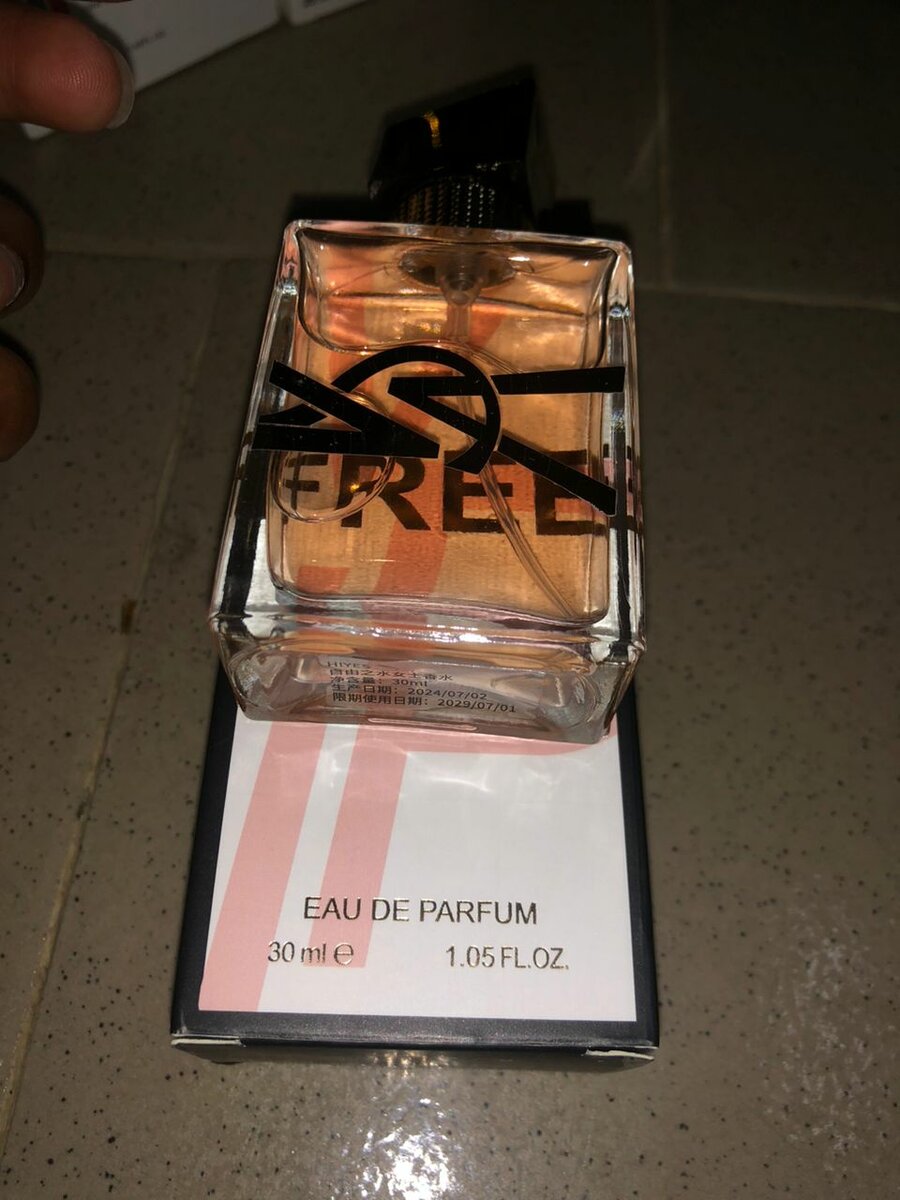 FREE
HIYES
自由之水女士香水
净含量：30ml
生产日期：2024/07/02
限期使用日期：2029/07/01
EAU DE PARFUM
30 ml ℮ 1.05 FL.OZ.